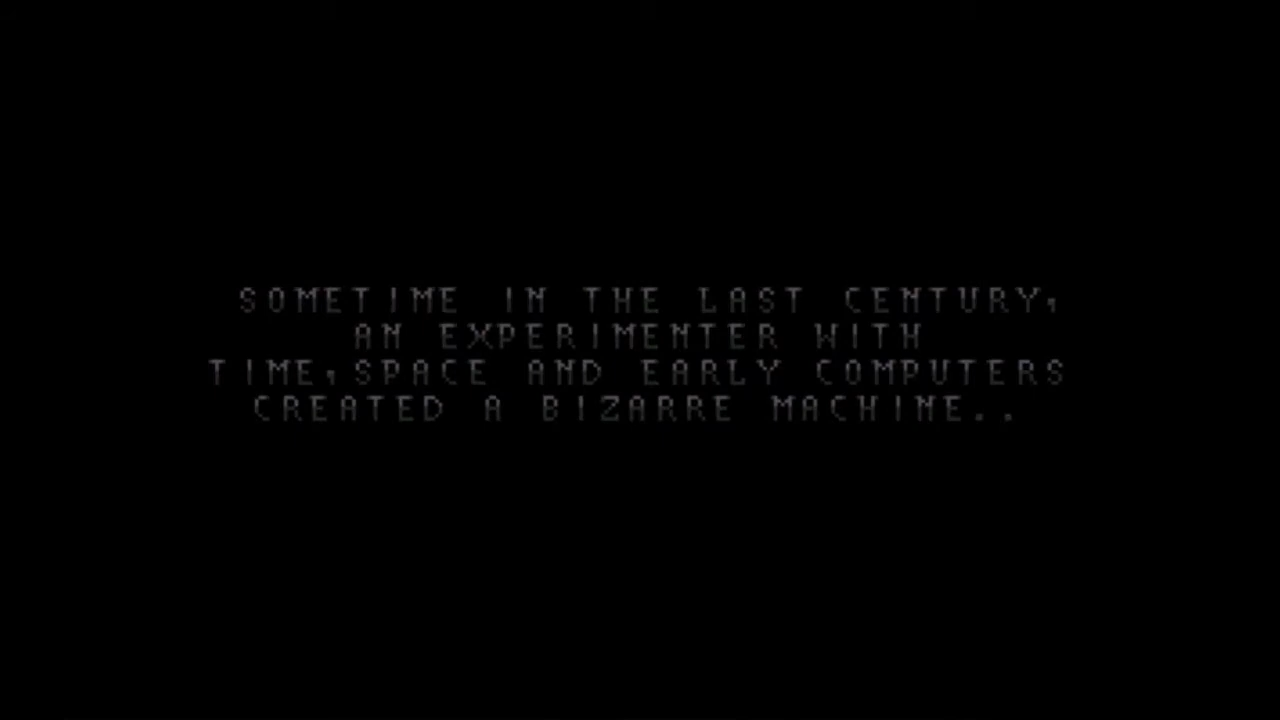 SOMETIME IN THE LAST CENTURY,
AN EXPERIMENTER WITH
TIME,SPACE AND EARLY COMPUTERS
CREATED A BIZARRE MACHINE..